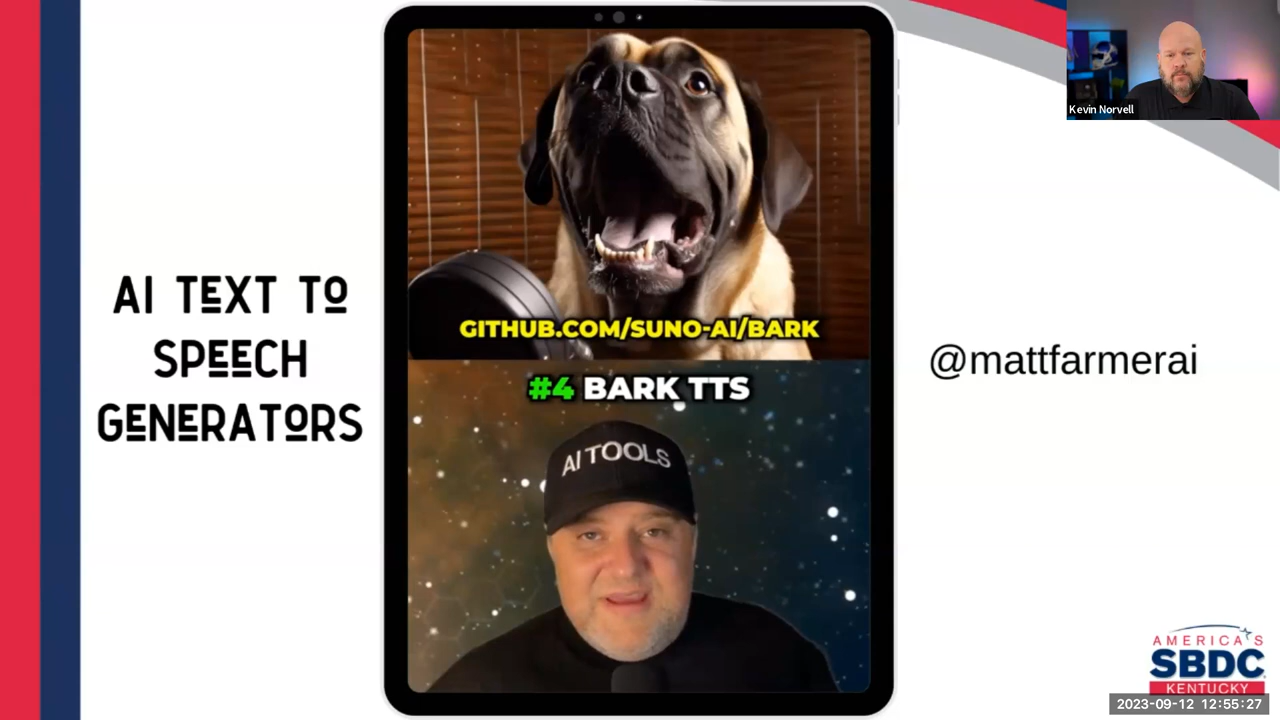 AI TEXT TO
SPEECH
GENERATORS
GITHUB.COM/SUNO-AI/BARK
#4 BARK TTS
AI TOOLS
@mattfarmerai
Kevin Norvell
AMERICA'S
SBDC
KENTUCKY
2023-09-12 12:55:27